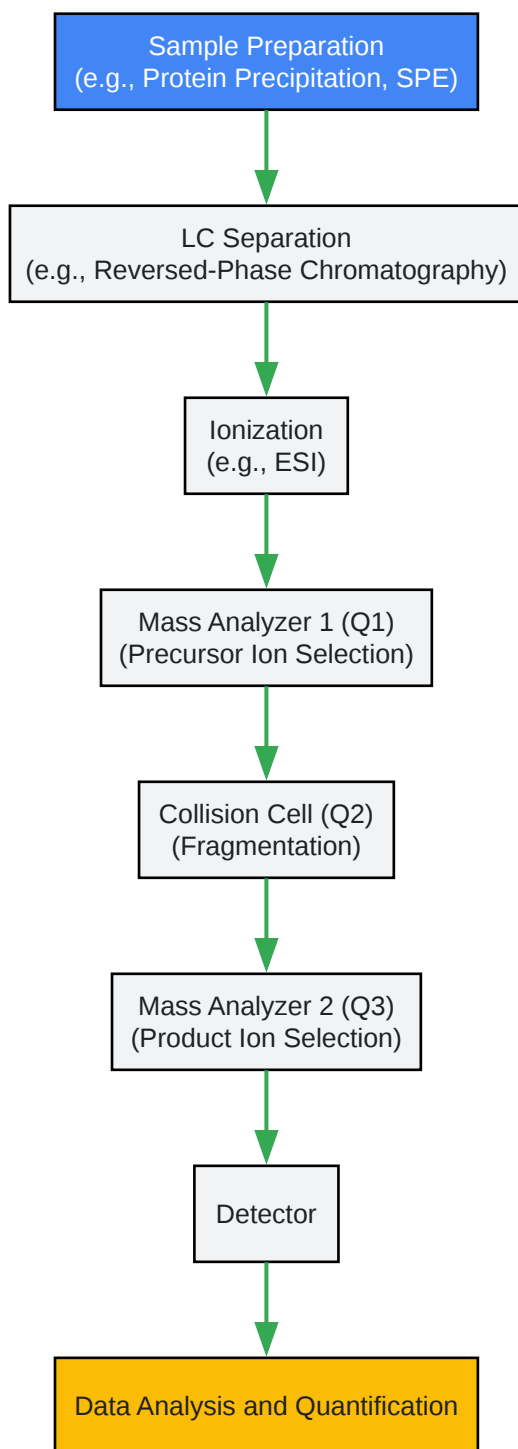 Sample Preparation
(e.g., Protein Precipitation, SPE)
LC Separation
(e.g., Reversed-Phase Chromatography)
Ionization
(e.g., ESI)
Mass Analyzer 1 (Q1)
(Precursor Ion Selection)
Collision Cell (Q2)
(Fragmentation)
Mass Analyzer 2 (Q3)
(Product Ion Selection)
Detector
Data Analysis and Quantification